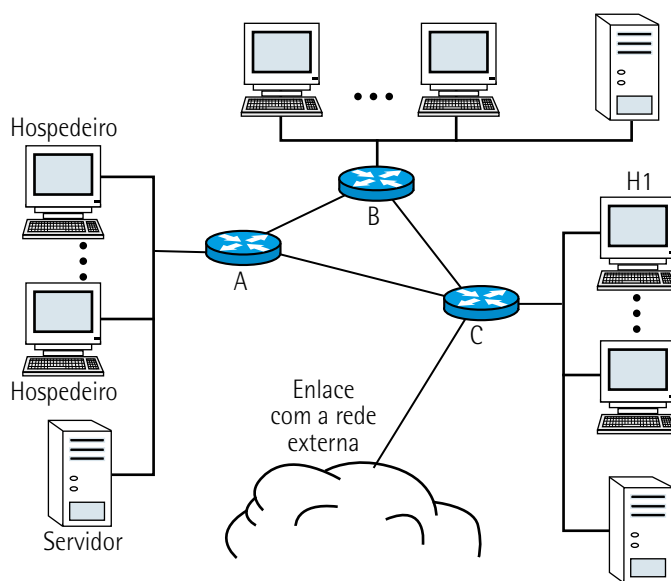 Hospedeiro
H1
B
A
C
Hospedeiro
Enlace
com a rede
externa
Servidor